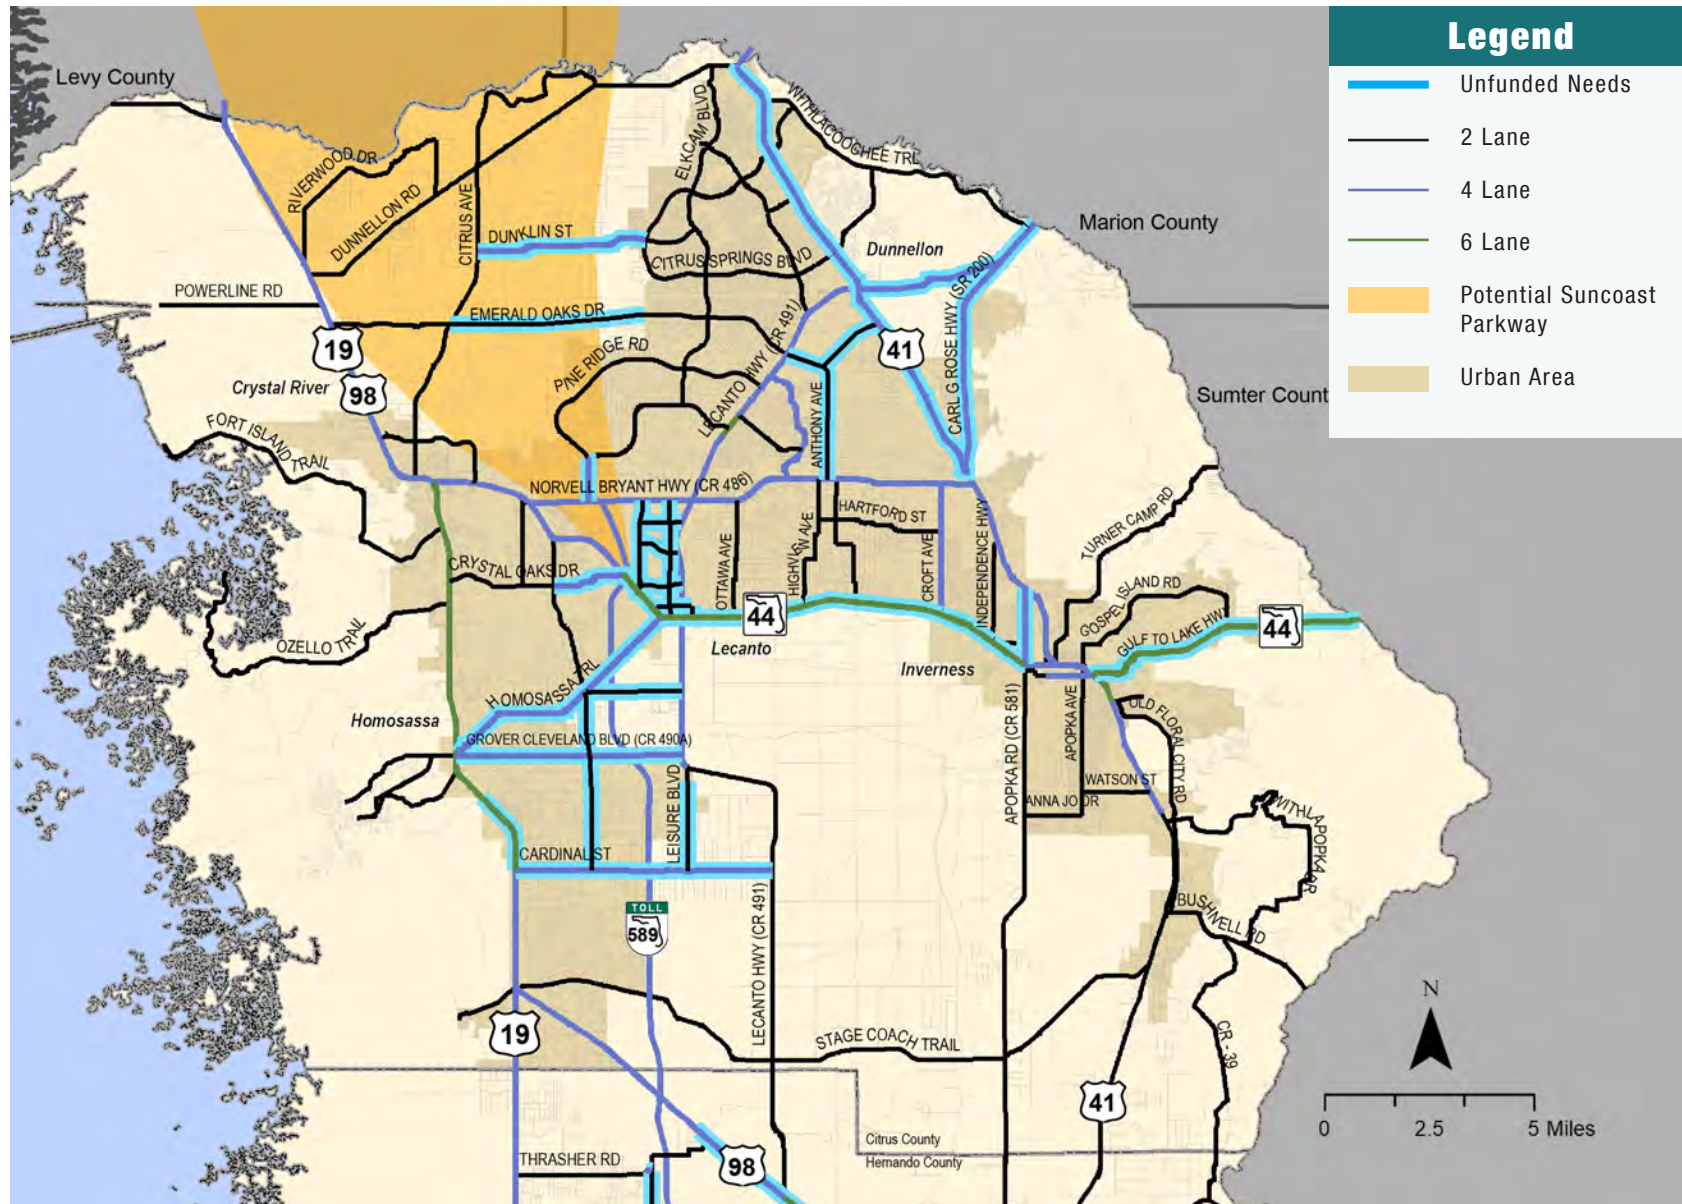 Legend
Unfunded Needs
2 Lane
4 Lane
6 Lane
Potential Suncoast
Parkway
Urban Area
Levy County
Marion County
Sumter Count
WITHLACOOCHEE TRL
ELKCAM BLVD
RIVERWOOD DR
DUNNELLON RD
CITRUS AVE
DUNKLIN ST
CITRUS SPRINGS BLVD
Dunnellon
POWERLINE RD
EMERALD OAKS DR
CARL G ROSE HWY (SR 200)
19
41
PINE RIDGE RD
LECANTO HWY (CR 491)
Crystal River
98
ANTHONY AVE
FORT ISLAND TRAIL
NORVELL BRYANT HWY (CR 486)
HARTFORD ST
TURNER CAMP RD
INDEPENDENCE HWY
CROFT AVE
OTTAWA AVE
CRYSTAL OAKS DR
GOSPEL ISLAND RD
GULF TO LAKE HWY
44
44
OZELLO TRAIL
Lecanto
Inverness
HOMOSASSA TRL
Homosassa
GROVER CLEVELAND BLVD (CR 490A)
APOPKA RD (CR 581)
APOPKA AVE
OLD FLORAL CITY RD
WATSON ST
ANNA JO DR
LEISURE BLVD
CARDINAL ST
BUSHNELL RD
TOLL
589
LECANTO HWY (CR 491)
19
STAGE COACH TRAIL
CR - 39
41
N
0
2.5
5 Miles
Citrus County
Hernando County
THRASHER RD
98